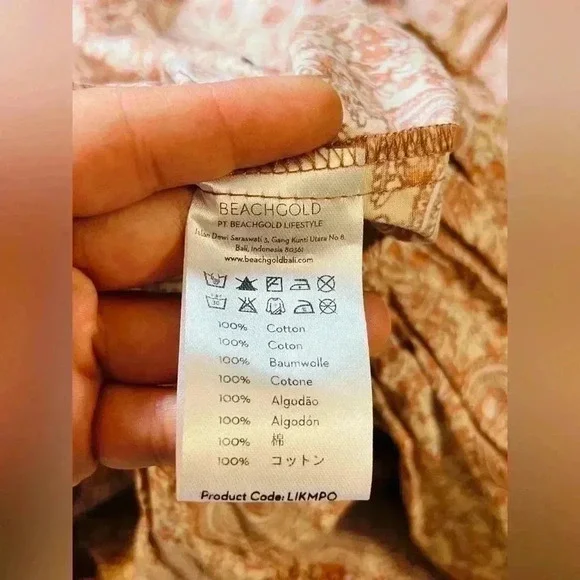 BEACHGOLD
PT BEACHGOLD LIFESTYLE
Jalan Dewi Saraswati 3, Gang Kunti Utara No 8,
Bali, Indonesia 80361
www.beachgoldbali.com
100% Cotton
100% Coton
100% Baumwolle
100% Cotone
100% Algodão
100% Algodón
100% 棉
100% コットン
Product Code: LIKMPO